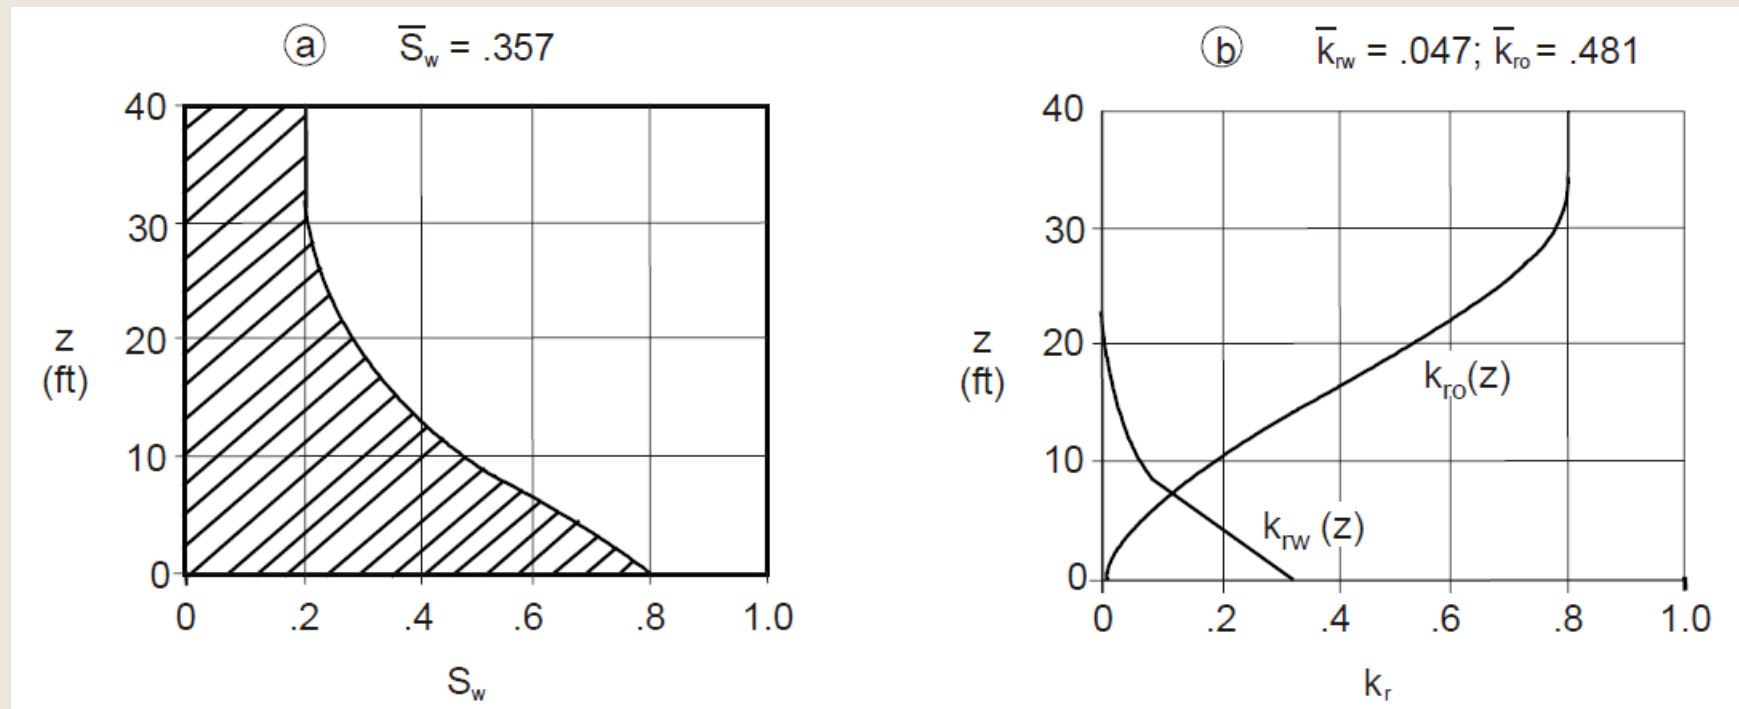 a S̅w = .357
40
30
z
20
(ft)
10
0
0 .2 .4 .6 .8 1.0
Sw
b k̅rw = .047; k̅ro = .481
40
30
z
20
(ft)
kro(z)
10
krw (z)
0
0 .2 .4 .6 .8 1.0
kr